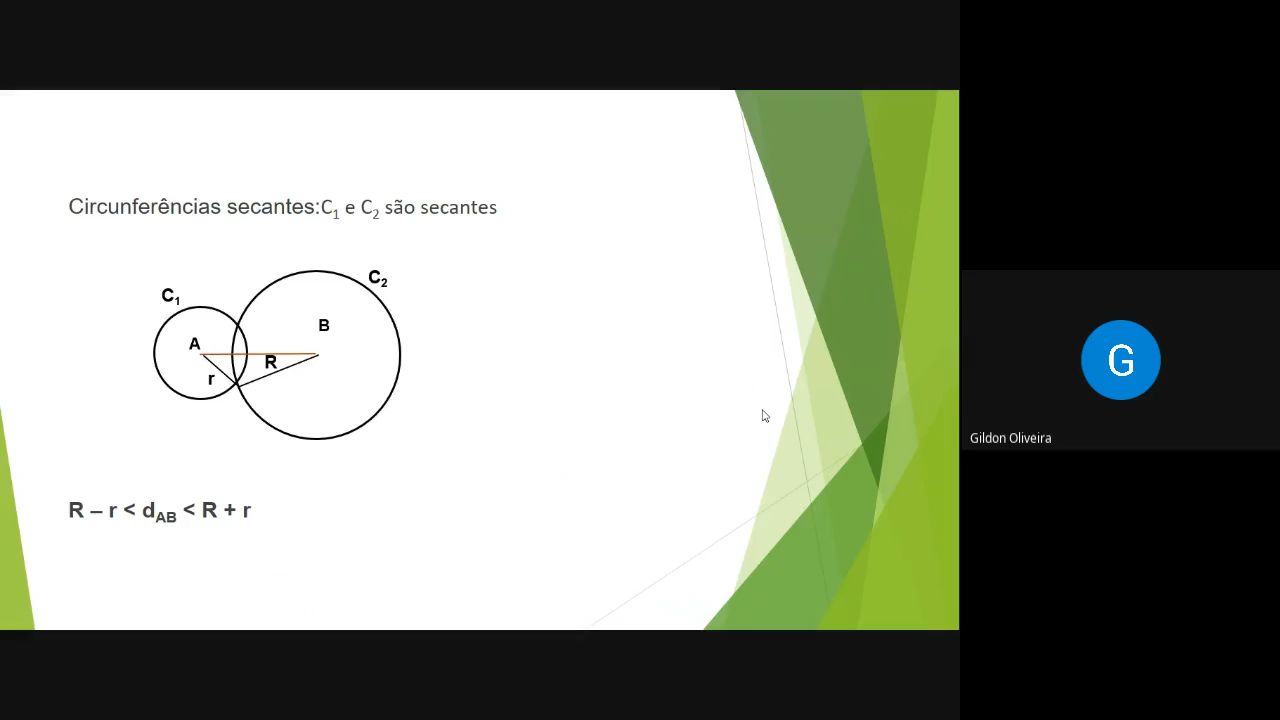 Circunferências secantes:C₁ e C₂ são secantes
C₂
C₁
B
A
R
r
G
Gildon Oliveira
R – r < dAB < R + r